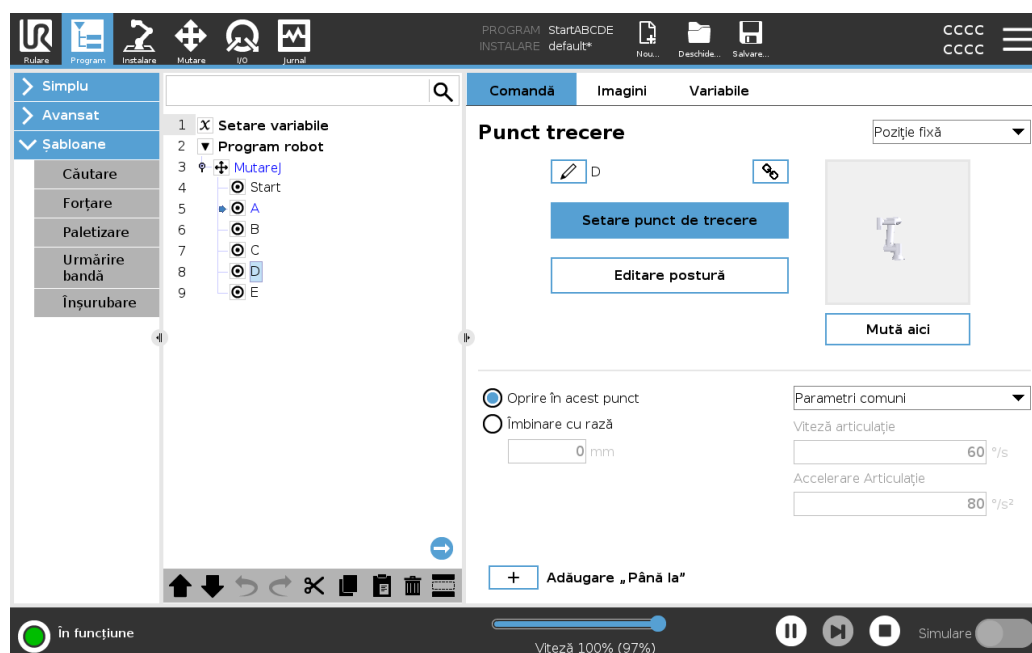 UR
Rulare
Program
Instalare
Mutare
I/O
Jurnal
PROGRAM StartABCDE
INSTALARE default*
Nou...
Deschide...
Salvare...
CCCC
CCCC
Simplu
Avansat
Șabloane
Căutare
Forțare
Paletizare
Urmărire
bandă
Înșurubare
1 X Setare variabile
2 Program robot
3 MutareJ
4 Start
5 A
6 B
7 C
8 D
9 E
Comandă Imagini Variabile
Punct trecere
Poziție fixă
D
Setare punct de trecere
Editare postură
Mută aici
Oprire în acest punct
Îmbinare cu rază
0 mm
Parametri comuni
Viteză articulație
60 °/s
Accelerare Articulație
80 °/s²
+ Adăugare „Până la”
În funcțiune
Viteză 100% (97%)
Simulare